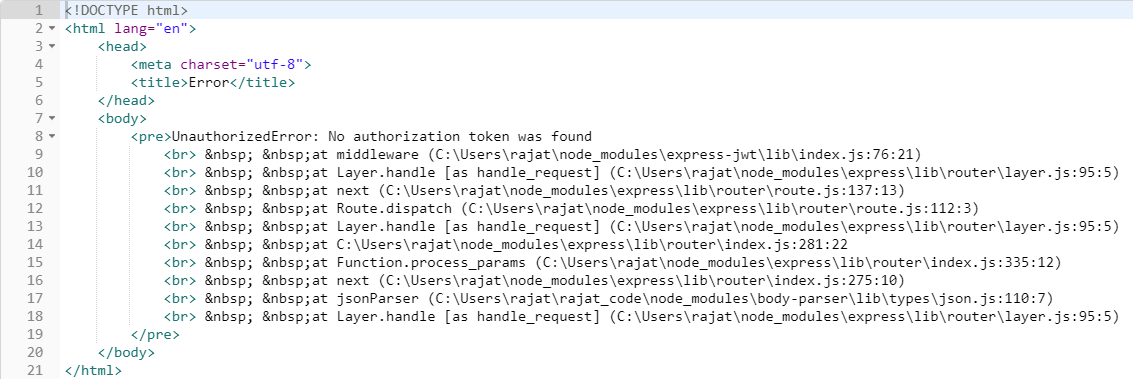 1 <!DOCTYPE html>
2 <html lang="en">
3 <head>
4 <meta charset="utf-8">
5 <title>Error</title>
6 </head>
7 <body>
8 <pre>UnauthorizedError: No authorization token was found
9 <br> &nbsp; &nbsp;at middleware (C:\Users\rajat\node_modules\express-jwt\lib\index.js:76:21)
10 <br> &nbsp; &nbsp;at Layer.handle [as handle_request] (C:\Users\rajat\node_modules\express\lib\router\layer.js:95:5)
11 <br> &nbsp; &nbsp;at next (C:\Users\rajat\node_modules\express\lib\router\route.js:137:13)
12 <br> &nbsp; &nbsp;at Route.dispatch (C:\Users\rajat\node_modules\express\lib\router\route.js:112:3)
13 <br> &nbsp; &nbsp;at Layer.handle [as handle_request] (C:\Users\rajat\node_modules\express\lib\router\layer.js:95:5)
14 <br> &nbsp; &nbsp;at C:\Users\rajat\node_modules\express\lib\router\index.js:281:22
15 <br> &nbsp; &nbsp;at Function.process_params (C:\Users\rajat\node_modules\express\lib\router\index.js:335:12)
16 <br> &nbsp; &nbsp;at next (C:\Users\rajat\node_modules\express\lib\router\index.js:275:10)
17 <br> &nbsp; &nbsp;at jsonParser (C:\Users\rajat\rajat_code\node_modules\body-parser\lib\types\json.js:110:7)
18 <br> &nbsp; &nbsp;at Layer.handle [as handle_request] (C:\Users\rajat\node_modules\express\lib\router\layer.js:95:5)
19 </pre>
20 </body>
21 </html>